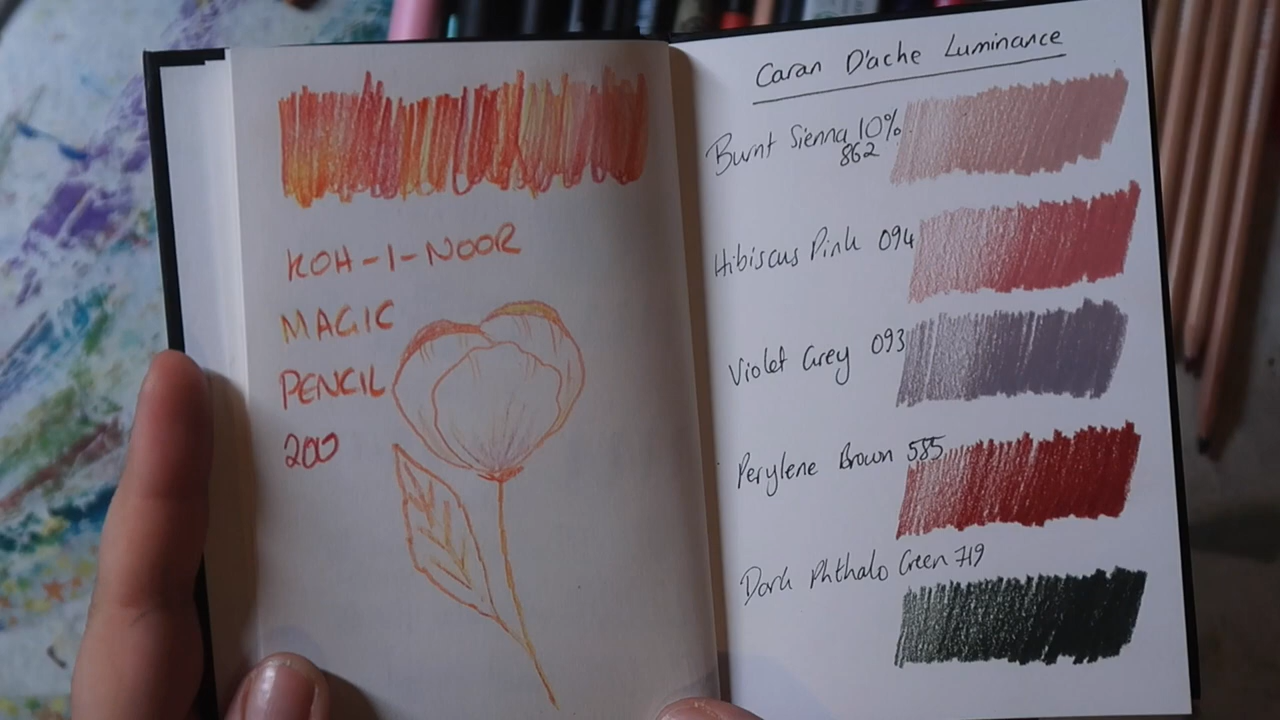 KOH-I-NOOR
MAGIC
PENCIL
200
Caran D'ache Luminance
Burnt Sienna 10%
862
Hibiscus Pink 094
Violet Grey 093
Perylene Brown 585
Dark Phthalo Green 719